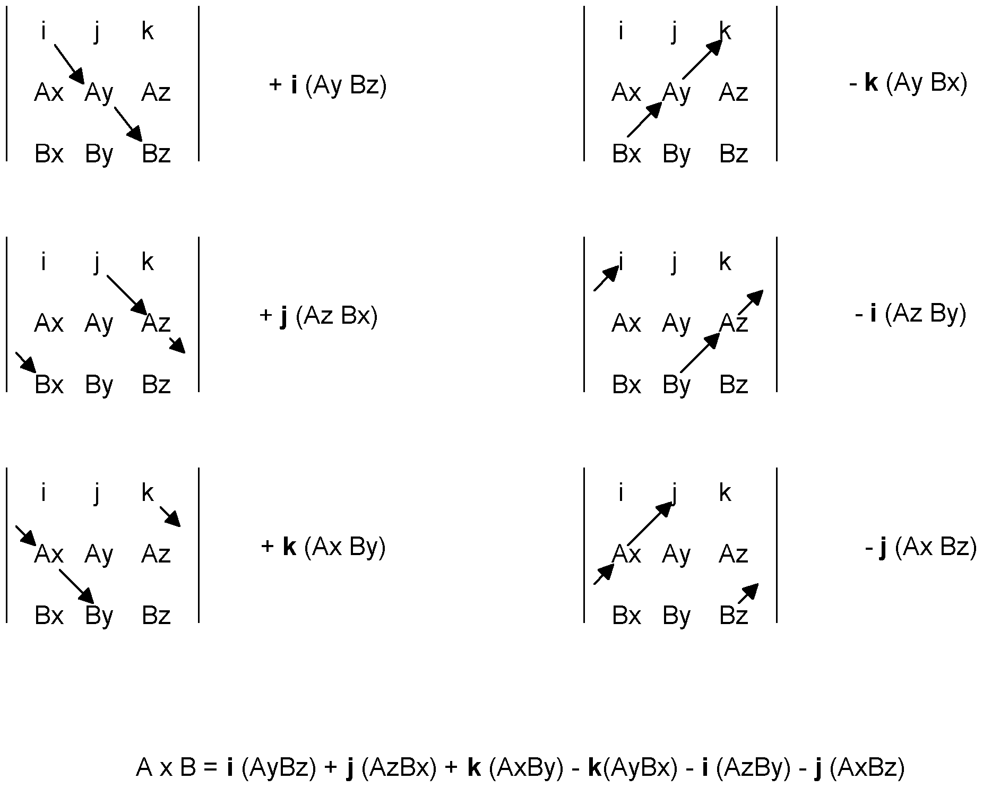 i j k
Ax Ay Az
Bx By Bz
+ i (Ay Bz)
i j k
Ax Ay Az
Bx By Bz
- k (Ay Bx)
i j k
Ax Ay Az
Bx By Bz
+ j (Az Bx)
i j k
Ax Ay Az
Bx By Bz
- i (Az By)
i j k
Ax Ay Az
Bx By Bz
+ k (Ax By)
i j k
Ax Ay Az
Bx By Bz
- j (Ax Bz)
A x B = i (AyBz) + j (AzBx) + k (AxBy) - k(AyBx) - i (AzBy) - j (AxBz)